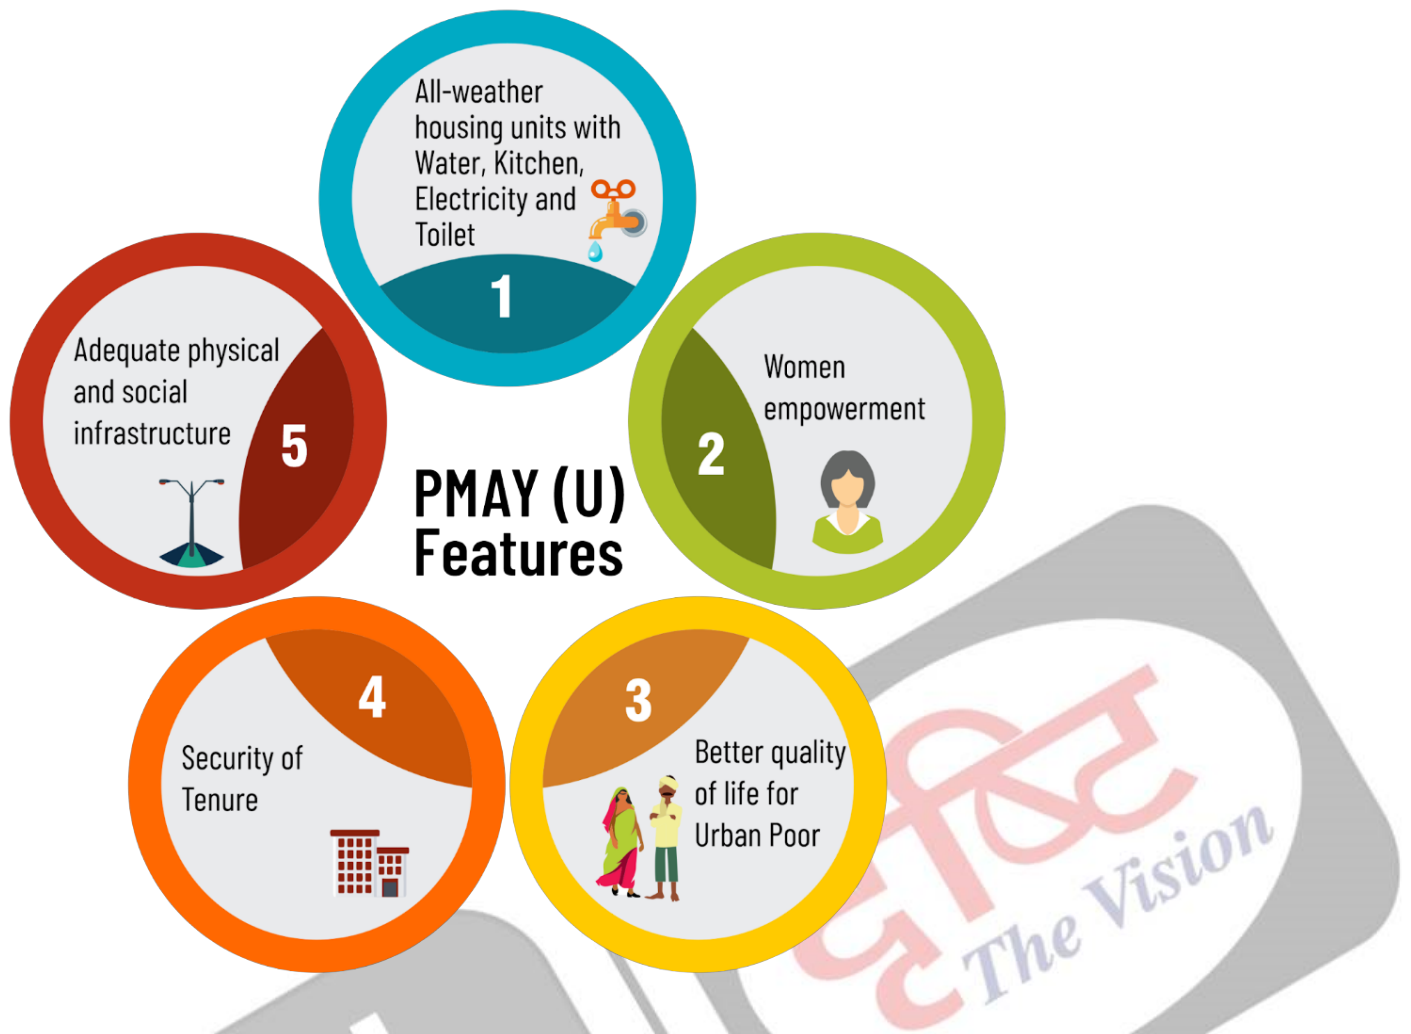 All-weather
housing units with
Water, Kitchen,
Electricity and
Toilet
1
Women
empowerment
2
3
Better quality
of life for
Urban Poor
4
Security of
Tenure
Adequate physical
and social
infrastructure
5
PMAY (U)
Features
दृष्टि
The Vision